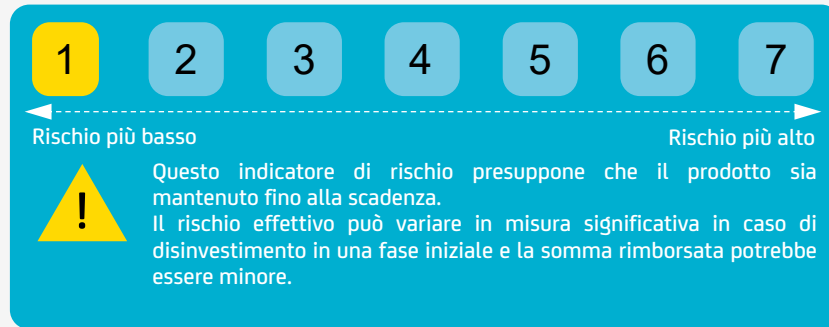 1 2 3 4 5 6 7
Rischio più basso Rischio più alto
!
Questo indicatore di rischio presuppone che il prodotto sia
mantenuto fino alla scadenza.
Il rischio effettivo può variare in misura significativa in caso di
disinvestimento in una fase iniziale e la somma rimborsata potrebbe
essere minore.